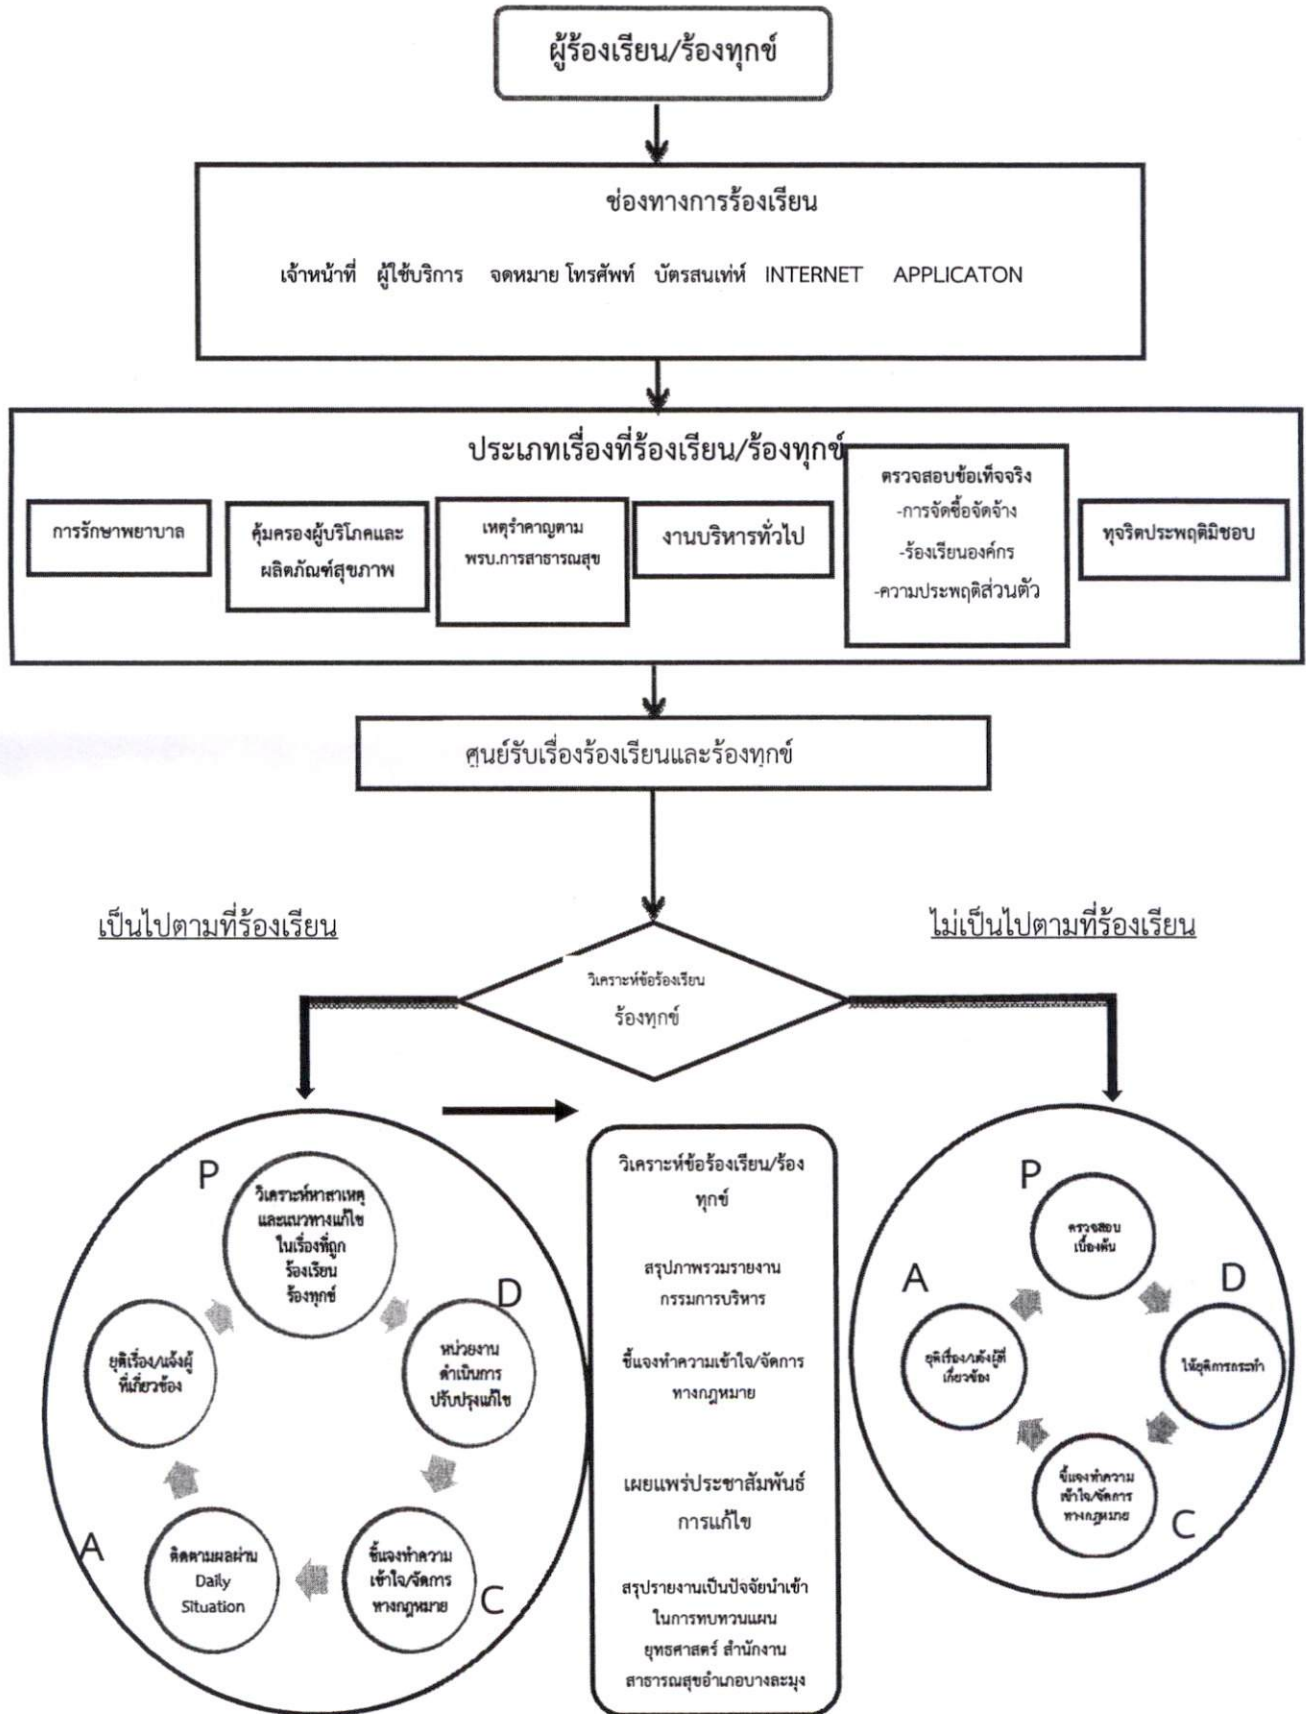 ผู้ร้องเรียน/ร้องทุกข์
ช่องทางการร้องเรียน
เจ้าหน้าที่ ผู้ใช้บริการ จดหมาย โทรศัพท์ บัตรสนเท่ห์ INTERNET APPLICATON
ประเภทเรื่องที่ร้องเรียน/ร้องทุกข์
การรักษาพยาบาล
คุ้มครองผู้บริโภคและ
ผลิตภัณฑ์สุขภาพ
เหตุรำคาญตาม
พรบ.การสาธารณสุข
งานบริหารทั่วไป
ตรวจสอบข้อเท็จจริง
-การจัดซื้อจัดจ้าง
-ร้องเรียนองค์กร
-ความประพฤติส่วนตัว
ทุจริตประพฤติมิชอบ
ศูนย์รับเรื่องร้องเรียนและร้องทุกข์
เป็นไปตามที่ร้องเรียน
ไม่เป็นไปตามที่ร้องเรียน
วิเคราะห์ข้อร้องเรียน
ร้องทุกข์
P
วิเคราะห์หาสาเหตุ
และแนวทางแก้ไข
ในเรื่องที่ถูก
ร้องเรียน
ร้องทุกข์
D
หน่วยงาน
ดำเนินการ
ปรับปรุงแก้ไข
C
ชี้แจงทำความ
เข้าใจ/จัดการ
ทางกฎหมาย
A
ติดตามผลผ่าน
Daily
Situation
ยุติเรื่อง/แจ้งผู้
ที่เกี่ยวข้อง
วิเคราะห์ข้อร้องเรียน/ร้อง
ทุกข์
สรุปภาพรวมรายงาน
กรรมการบริหาร
ชี้แจงทำความเข้าใจ/จัดการ
ทางกฎหมาย
เผยแพร่ประชาสัมพันธ์
การแก้ไข
สรุปรายงานเป็นปัจจัยนำเข้า
ในการทบทวนแผน
ยุทธศาสตร์ สำนักงาน
สาธารณสุขอำเภอบางละมุง
P
ตรวจสอบ
เบื้องต้น
D
ให้ยุติการกระทำ
C
ชี้แจงทำความ
เข้าใจ/จัดการ
ทางกฎหมาย
A
ยุติเรื่อง/แจ้งผู้ที่
เกี่ยวข้อง